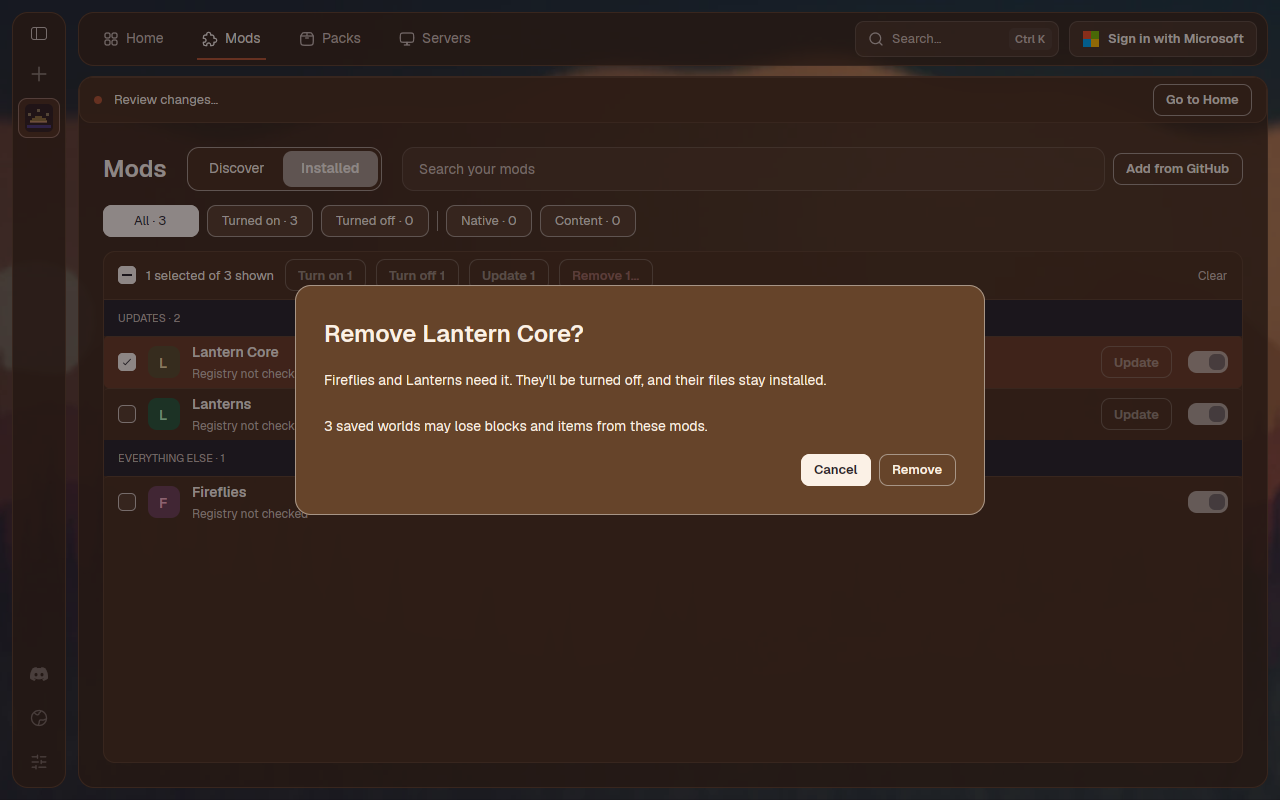 Home
Mods
Packs
Servers
Search...
Ctrl K
Sign in with Microsoft
Review changes...
Go to Home
Mods
Discover
Installed
Search your mods
Add from GitHub
All · 3
Turned on · 3
Turned off · 0
Native · 0
Content · 0
1 selected of 3 shown
Turn on 1
Turn off 1
Update 1
Remove 1...
Clear
UPDATES · 2
L
Lantern Core
Registry not check
Update
L
Lanterns
Registry not check
Update
EVERYTHING ELSE · 1
F
Fireflies
Registry not checked
Remove Lantern Core?
Fireflies and Lanterns need it. They'll be turned off, and their files stay installed.
3 saved worlds may lose blocks and items from these mods.
Cancel
Remove